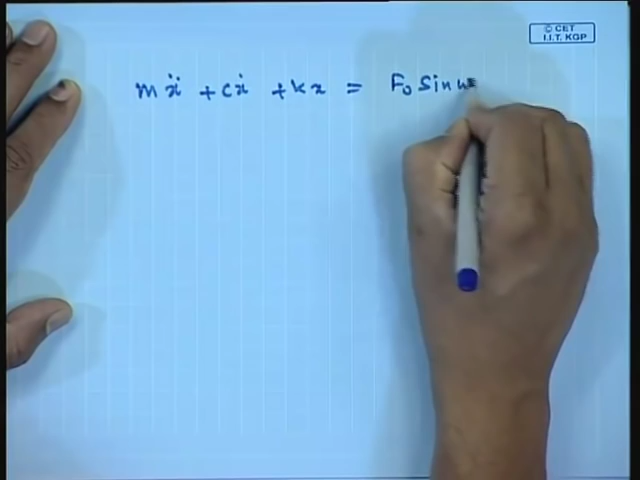 © CET
I.I.T. KGP
mẍ + cẋ + kx = F₀ sin ω